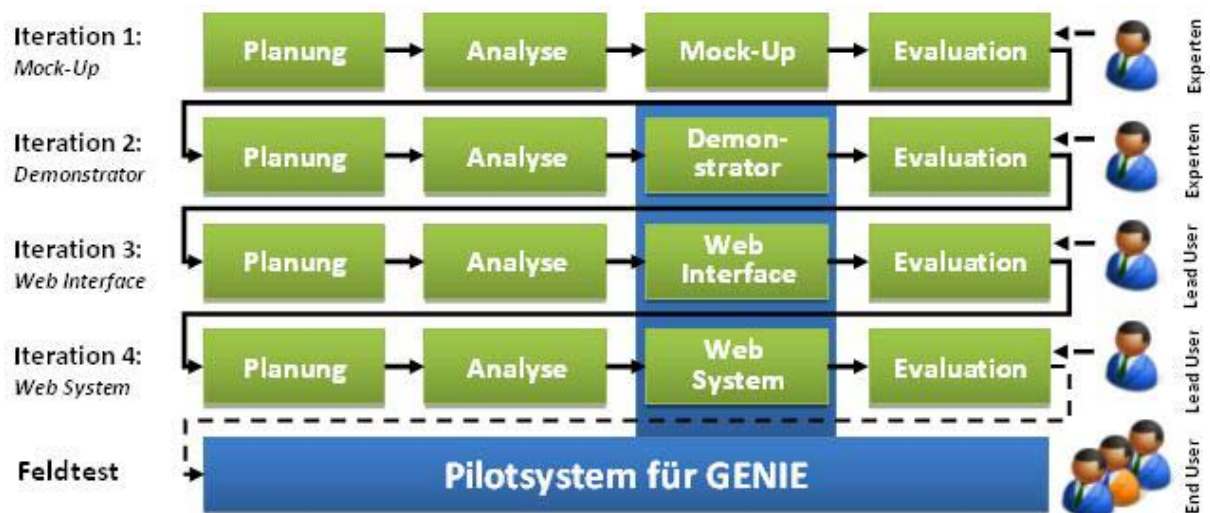 Iteration 1:
Mock-Up
Planung
Analyse
Mock-Up
Evaluation
Experten
Iteration 2:
Demonstrator
Planung
Analyse
Demon-
strator
Evaluation
Experten
Iteration 3:
Web Interface
Planung
Analyse
Web
Interface
Evaluation
Lead User
Iteration 4:
Web System
Planung
Analyse
Web
System
Evaluation
Lead User
Feldtest
Pilotsystem für GENIE
End User